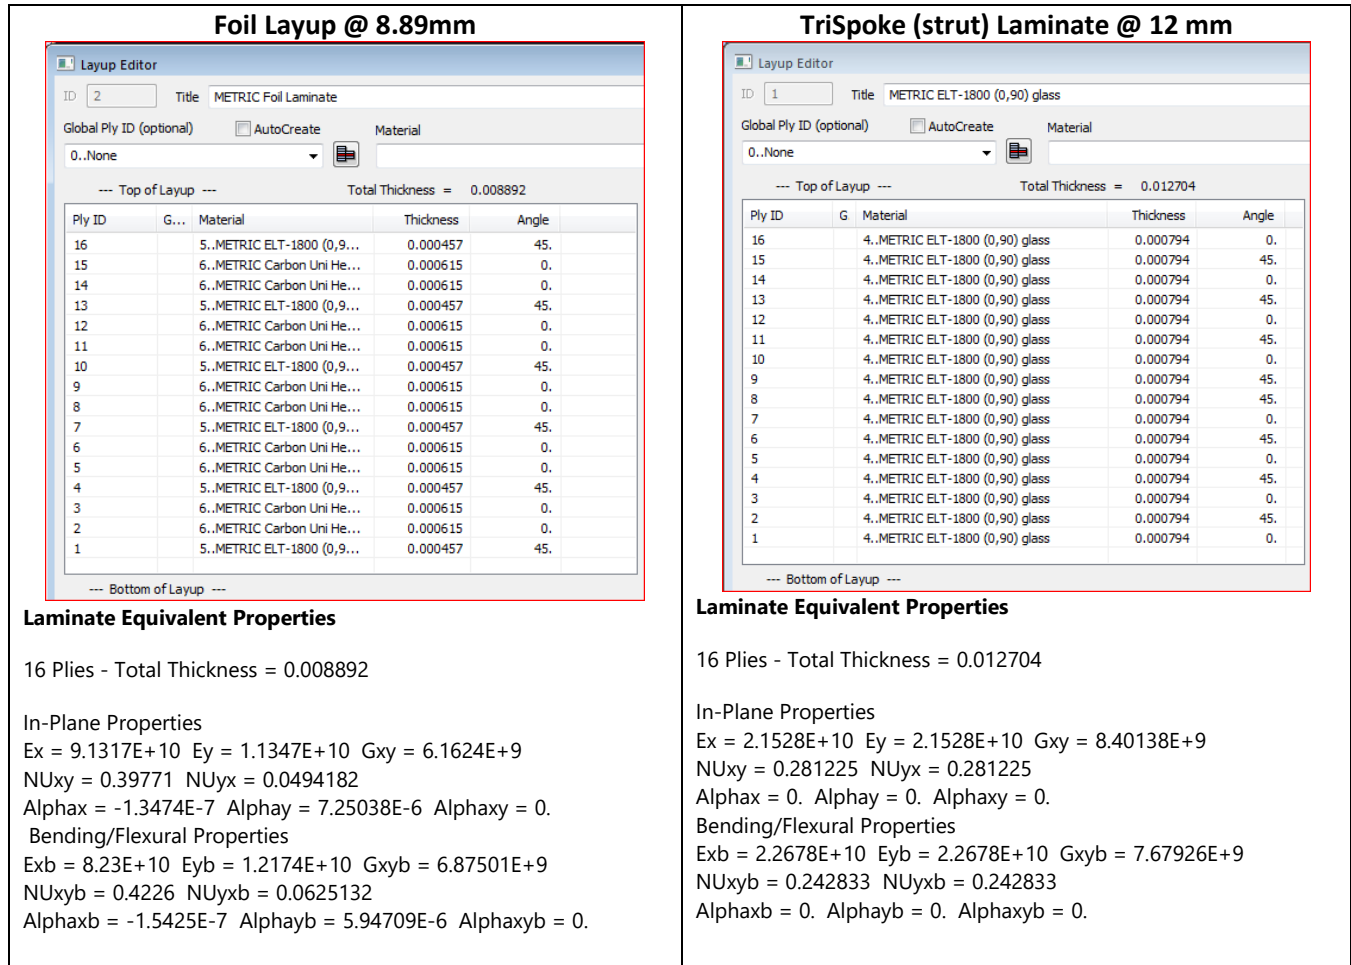 Foil Layup @ 8.89mm
Layup Editor
ID 2 Title METRIC Foil Laminate
Global Ply ID (optional) AutoCreate Material
0..None
--- Top of Layup --- Total Thickness = 0.008892
Ply ID G... Material Thickness Angle
16 5..METRIC ELT-1800 (0,9... 0.000457 45.
15 6..METRIC Carbon Uni He... 0.000615 0.
14 6..METRIC Carbon Uni He... 0.000615 0.
13 5..METRIC ELT-1800 (0,9... 0.000457 45.
12 6..METRIC Carbon Uni He... 0.000615 0.
11 6..METRIC Carbon Uni He... 0.000615 0.
10 5..METRIC ELT-1800 (0,9... 0.000457 45.
9 6..METRIC Carbon Uni He... 0.000615 0.
8 6..METRIC Carbon Uni He... 0.000615 0.
7 5..METRIC ELT-1800 (0,9... 0.000457 45.
6 6..METRIC Carbon Uni He... 0.000615 0.
5 6..METRIC Carbon Uni He... 0.000615 0.
4 5..METRIC ELT-1800 (0,9... 0.000457 45.
3 6..METRIC Carbon Uni He... 0.000615 0.
2 6..METRIC Carbon Uni He... 0.000615 0.
1 5..METRIC ELT-1800 (0,9... 0.000457 45.
--- Bottom of Layup ---
Laminate Equivalent Properties
16 Plies - Total Thickness = 0.008892
In-Plane Properties
Ex = 9.1317E+10 Ey = 1.1347E+10 Gxy = 6.1624E+9
NUxy = 0.39771 NUyx = 0.0494182
Alphax = -1.3474E-7 Alphay = 7.25038E-6 Alphaxy = 0.
Bending/Flexural Properties
Exb = 8.23E+10 Eyb = 1.2174E+10 Gxyb = 6.87501E+9
NUxyb = 0.4226 NUyxb = 0.0625132
Alphaxb = -1.5425E-7 Alphayb = 5.94709E-6 Alphaxyb = 0.
TriSpoke (strut) Laminate @ 12 mm
Layup Editor
ID 1 Title METRIC ELT-1800 (0,90) glass
Global Ply ID (optional) AutoCreate Material
0..None
--- Top of Layup --- Total Thickness = 0.012704
Ply ID G Material Thickness Angle
16 4..METRIC ELT-1800 (0,90) glass 0.000794 0.
15 4..METRIC ELT-1800 (0,90) glass 0.000794 45.
14 4..METRIC ELT-1800 (0,90) glass 0.000794 0.
13 4..METRIC ELT-1800 (0,90) glass 0.000794 45.
12 4..METRIC ELT-1800 (0,90) glass 0.000794 0.
11 4..METRIC ELT-1800 (0,90) glass 0.000794 45.
10 4..METRIC ELT-1800 (0,90) glass 0.000794 0.
9 4..METRIC ELT-1800 (0,90) glass 0.000794 45.
8 4..METRIC ELT-1800 (0,90) glass 0.000794 45.
7 4..METRIC ELT-1800 (0,90) glass 0.000794 0.
6 4..METRIC ELT-1800 (0,90) glass 0.000794 45.
5 4..METRIC ELT-1800 (0,90) glass 0.000794 0.
4 4..METRIC ELT-1800 (0,90) glass 0.000794 45.
3 4..METRIC ELT-1800 (0,90) glass 0.000794 0.
2 4..METRIC ELT-1800 (0,90) glass 0.000794 45.
1 4..METRIC ELT-1800 (0,90) glass 0.000794 0.
--- Bottom of Layup ---
Laminate Equivalent Properties
16 Plies - Total Thickness = 0.012704
In-Plane Properties
Ex = 2.1528E+10 Ey = 2.1528E+10 Gxy = 8.40138E+9
NUxy = 0.281225 NUyx = 0.281225
Alphax = 0. Alphay = 0. Alphaxy = 0.
Bending/Flexural Properties
Exb = 2.2678E+10 Eyb = 2.2678E+10 Gxyb = 7.67926E+9
NUxyb = 0.242833 NUyxb = 0.242833
Alphaxb = 0. Alphayb = 0. Alphaxyb = 0.